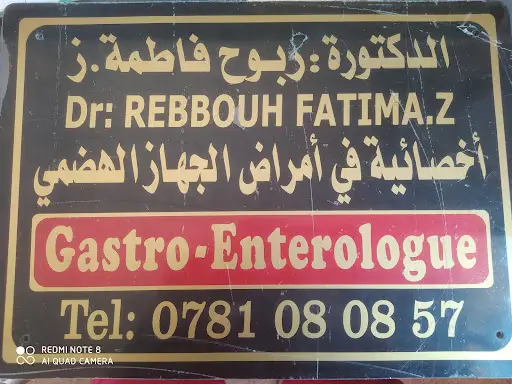 الدكتورة : ربوح فاطمة . ز
Dr: REBBOUH FATIMA.Z
أخصائية في أمراض الجهاز الهضمي
Gastro-Enterologue
Tel: 0781 08 08 57
REDMI NOTE 8
AI QUAD CAMERA